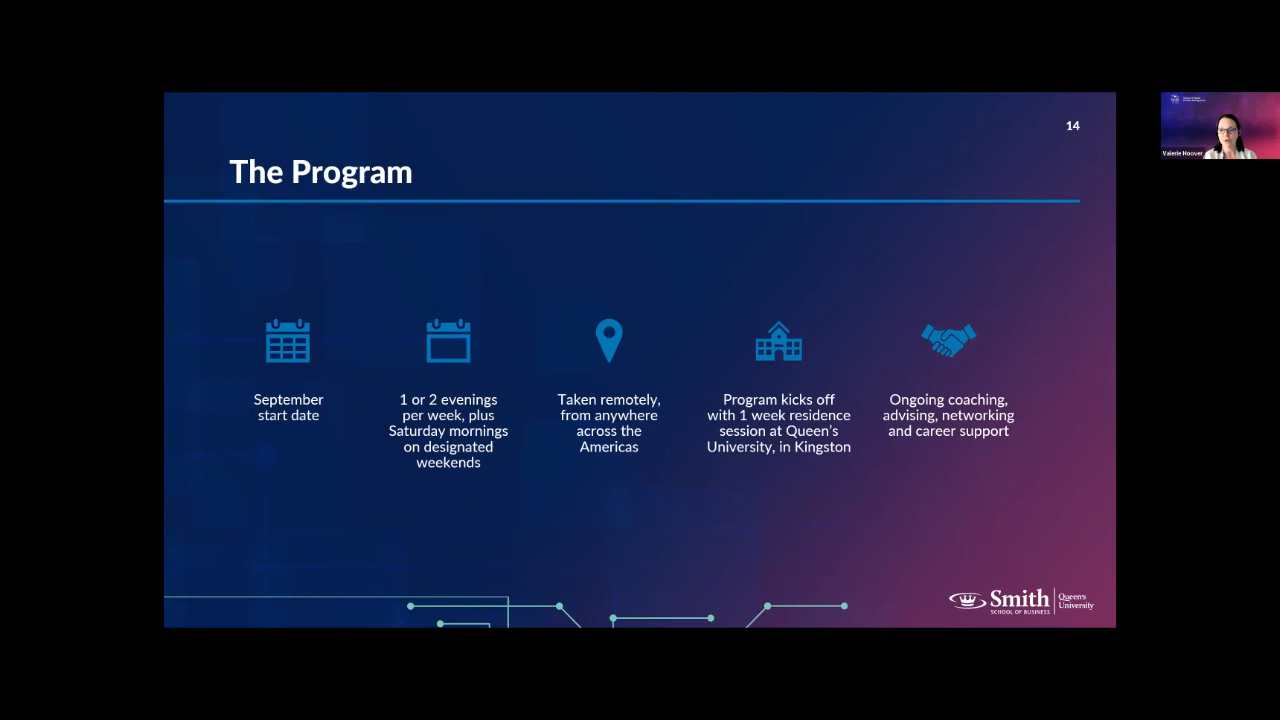 14
The Program
September
start date
1 or 2 evenings
per week, plus
Saturday mornings
on designated
weekends
Taken remotely,
from anywhere
across the
Americas
Program kicks off
with 1 week residence
session at Queen's
University, in Kingston
Ongoing coaching,
advising, networking
and career support
Smith
SCHOOL OF BUSINESS
Queen's
University
Valerie Hoover